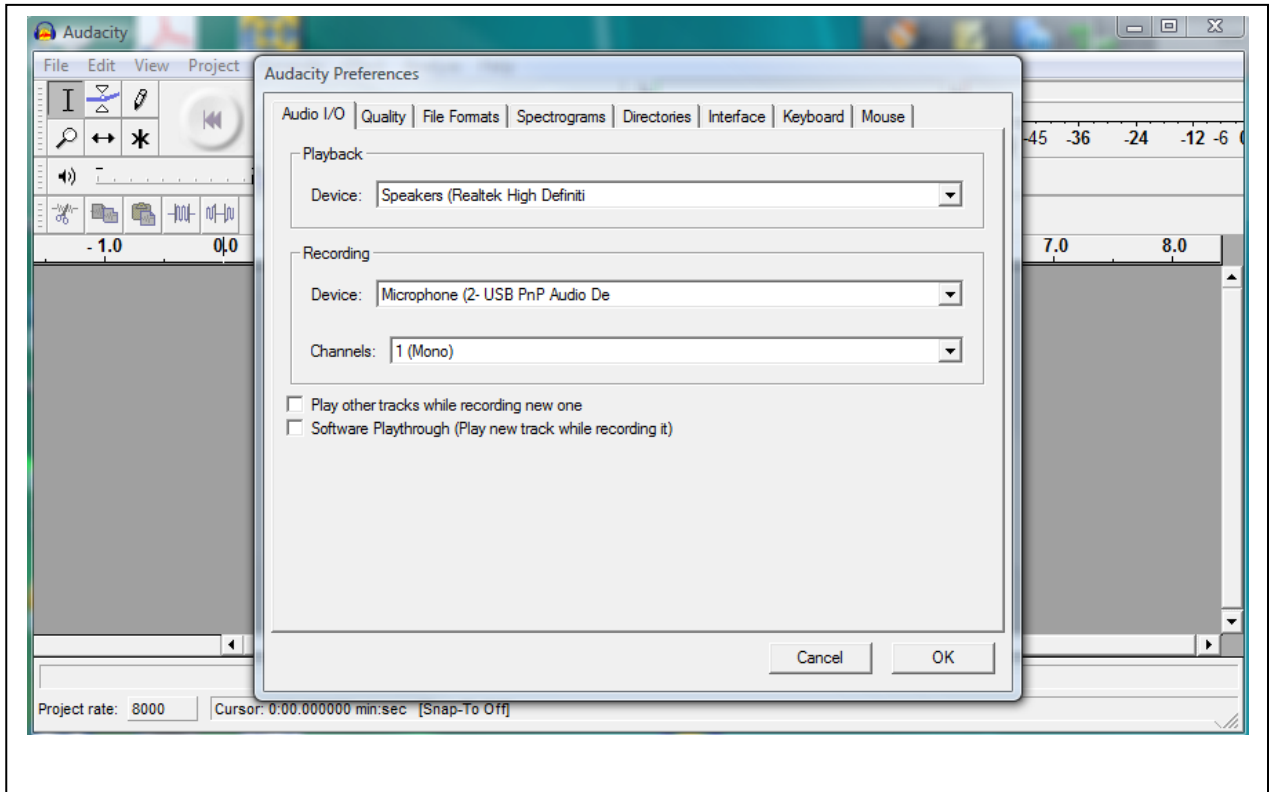 Audacity
File Edit View Project
Audacity Preferences
Audio I/O Quality File Formats Spectrograms Directories Interface Keyboard Mouse
-45 -36 -24 -12 -6 0
Playback
Device: Speakers (Realtek High Definiti
- 1.0 0.0 7.0 8.0
Recording
Device: Microphone (2- USB PnP Audio De
Channels: 1 (Mono)
Play other tracks while recording new one
Software Playthrough (Play new track while recording it)
Cancel OK
Project rate: 8000 Cursor: 0:00.000000 min:sec [Snap-To Off]